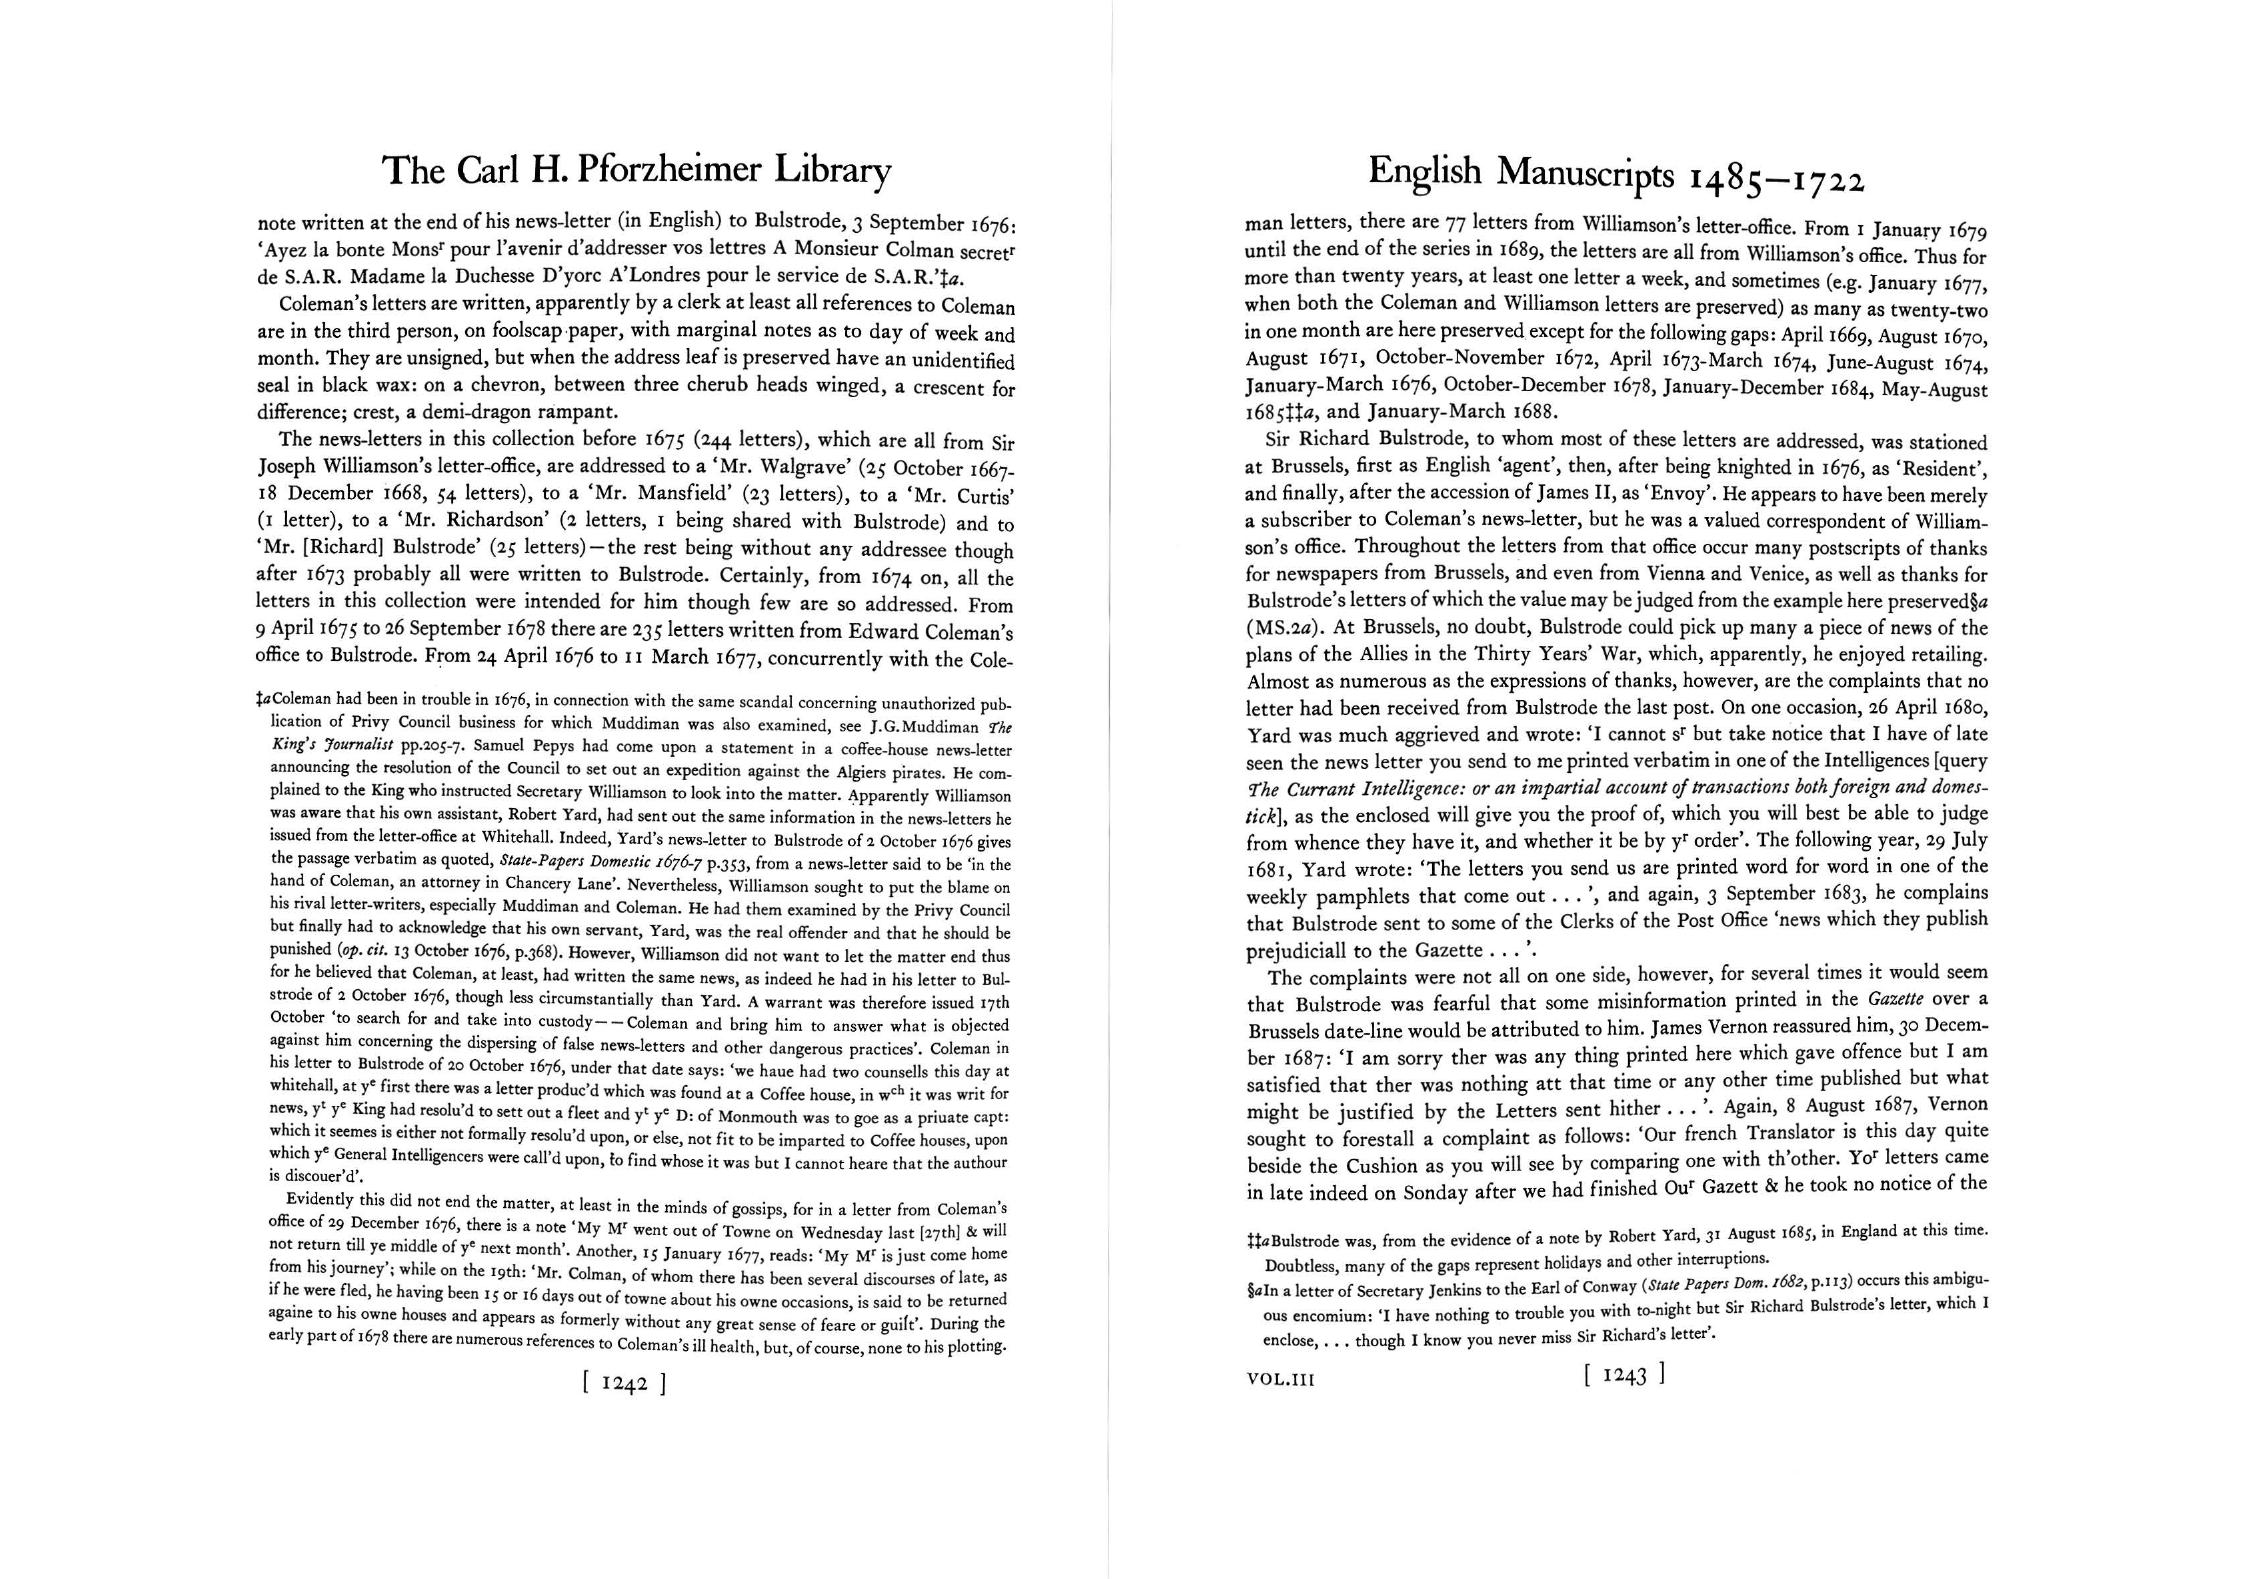 The Carl H. Pforzheimer Library
note written at the end of his news-letter (in English) to Bulstrode, 3 September 1676:
‘Ayez la bonte Monsʳ pour l’avenir d’addresser vos lettres A Monsieur Colman secretʳ
de S.A.R. Madame la Duchesse D’yorc A’Londres pour le service de S.A.R.’‡a.
Coleman’s letters are written, apparently by a clerk at least all references to Coleman
are in the third person, on foolscap paper, with marginal notes as to day of week and
month. They are unsigned, but when the address leaf is preserved have an unidentified
seal in black wax: on a chevron, between three cherub heads winged, a crescent for
difference; crest, a demi-dragon rampant.
The news-letters in this collection before 1675 (244 letters), which are all from Sir
Joseph Williamson’s letter-office, are addressed to a ‘Mr. Walgrave’ (25 October 1667-
18 December 1668, 54 letters), to a ‘Mr. Mansfield’ (23 letters), to a ‘Mr. Curtis’
(1 letter), to a ‘Mr. Richardson’ (2 letters, 1 being shared with Bulstrode) and to
‘Mr. [Richard] Bulstrode’ (25 letters)—the rest being without any addressee though
after 1673 probably all were written to Bulstrode. Certainly, from 1674 on, all the
letters in this collection were intended for him though few are so addressed. From
9 April 1675 to 26 September 1678 there are 235 letters written from Edward Coleman’s
office to Bulstrode. From 24 April 1676 to 11 March 1677, concurrently with the Cole-
‡aColeman had been in trouble in 1676, in connection with the same scandal concerning unauthorized pub-
lication of Privy Council business for which Muddiman was also examined, see J.G.Muddiman The
King’s Journalist pp.205-7. Samuel Pepys had come upon a statement in a coffee-house news-letter
announcing the resolution of the Council to set out an expedition against the Algiers pirates. He com-
plained to the King who instructed Secretary Williamson to look into the matter. Apparently Williamson
was aware that his own assistant, Robert Yard, had sent out the same information in the news-letters he
issued from the letter-office at Whitehall. Indeed, Yard’s news-letter to Bulstrode of 2 October 1676 gives
the passage verbatim as quoted, State-Papers Domestic 1676-7 p.353, from a news-letter said to be ‘in the
hand of Coleman, an attorney in Chancery Lane’. Nevertheless, Williamson sought to put the blame on
his rival letter-writers, especially Muddiman and Coleman. He had them examined by the Privy Council
but finally had to acknowledge that his own servant, Yard, was the real offender and that he should be
punished (op. cit. 13 October 1676, p.368). However, Williamson did not want to let the matter end thus
for he believed that Coleman, at least, had written the same news, as indeed he had in his letter to Bul-
strode of 2 October 1676, though less circumstantially than Yard. A warrant was therefore issued 17th
October ‘to search for and take into custody— —Coleman and bring him to answer what is objected
against him concerning the dispersing of false news-letters and other dangerous practices’. Coleman in
his letter to Bulstrode of 20 October 1676, under that date says: ‘we haue had two counsells this day at
whitehall, at yᵉ first there was a letter produc’d which was found at a Coffee house, in wᶜʰ it was writ for
news, yᵗ yᵉ King had resolu’d to sett out a fleet and yᵗ yᵉ D: of Monmouth was to goe as a priuate capt:
which it seemes is either not formally resolu’d upon, or else, not fit to be imparted to Coffee houses, upon
which yᵉ General Intelligencers were call’d upon, to find whose it was but I cannot heare that the authour
is discouer’d’.
Evidently this did not end the matter, at least in the minds of gossips, for in a letter from Coleman’s
office of 29 December 1676, there is a note ‘My Mʳ went out of Towne on Wednesday last [27th] & will
not return till ye middle of yᵉ next month’. Another, 15 January 1677, reads: ‘My Mʳ is just come home
from his journey’; while on the 19th: ‘Mr. Colman, of whom there has been several discourses of late, as
if he were fled, he having been 15 or 16 days out of towne about his owne occasions, is said to be returned
againe to his owne houses and appears as formerly without any great sense of feare or guilt’. During the
early part of 1678 there are numerous references to Coleman’s ill health, but, of course, none to his plotting.
[ 1242 ]
English Manuscripts 1485—1722
man letters, there are 77 letters from Williamson’s letter-office. From 1 January 1679
until the end of the series in 1689, the letters are all from Williamson’s office. Thus for
more than twenty years, at least one letter a week, and sometimes (e.g. January 1677,
when both the Coleman and Williamson letters are preserved) as many as twenty-two
in one month are here preserved except for the following gaps: April 1669, August 1670,
August 1671, October-November 1672, April 1673-March 1674, June-August 1674,
January-March 1676, October-December 1678, January-December 1684, May-August
1685‡‡a, and January-March 1688.
Sir Richard Bulstrode, to whom most of these letters are addressed, was stationed
at Brussels, first as English ‘agent’, then, after being knighted in 1676, as ‘Resident’,
and finally, after the accession of James II, as ‘Envoy’. He appears to have been merely
a subscriber to Coleman’s news-letter, but he was a valued correspondent of William-
son’s office. Throughout the letters from that office occur many postscripts of thanks
for newspapers from Brussels, and even from Vienna and Venice, as well as thanks for
Bulstrode’s letters of which the value may be judged from the example here preserved§a
(MS.2a). At Brussels, no doubt, Bulstrode could pick up many a piece of news of the
plans of the Allies in the Thirty Years’ War, which, apparently, he enjoyed retailing.
Almost as numerous as the expressions of thanks, however, are the complaints that no
letter had been received from Bulstrode the last post. On one occasion, 26 April 1680,
Yard was much aggrieved and wrote: ‘I cannot sʳ but take notice that I have of late
seen the news letter you send to me printed verbatim in one of the Intelligences [query
The Currant Intelligence: or an impartial account of transactions both foreign and domes-
tick], as the enclosed will give you the proof of, which you will best be able to judge
from whence they have it, and whether it be by yʳ order’. The following year, 29 July
1681, Yard wrote: ‘The letters you send us are printed word for word in one of the
weekly pamphlets that come out . . . ’, and again, 3 September 1683, he complains
that Bulstrode sent to some of the Clerks of the Post Office ‘news which they publish
prejudiciall to the Gazette . . . ’.
The complaints were not all on one side, however, for several times it would seem
that Bulstrode was fearful that some misinformation printed in the Gazette over a
Brussels date-line would be attributed to him. James Vernon reassured him, 30 Decem-
ber 1687: ‘I am sorry ther was any thing printed here which gave offence but I am
satisfied that ther was nothing att that time or any other time published but what
might be justified by the Letters sent hither . . . ’. Again, 8 August 1687, Vernon
sought to forestall a complaint as follows: ‘Our french Translator is this day quite
beside the Cushion as you will see by comparing one with th’other. Yoʳ letters came
in late indeed on Sonday after we had finished Ouʳ Gazett & he took no notice of the
‡‡aBulstrode was, from the evidence of a note by Robert Yard, 31 August 1685, in England at this time.
Doubtless, many of the gaps represent holidays and other interruptions.
§aIn a letter of Secretary Jenkins to the Earl of Conway (State Papers Dom. 1682, p.113) occurs this ambigu-
ous encomium: ‘I have nothing to trouble you with to-night but Sir Richard Bulstrode’s letter, which I
enclose, . . . though I know you never miss Sir Richard’s letter’.
VOL.III
[ 1243 ]